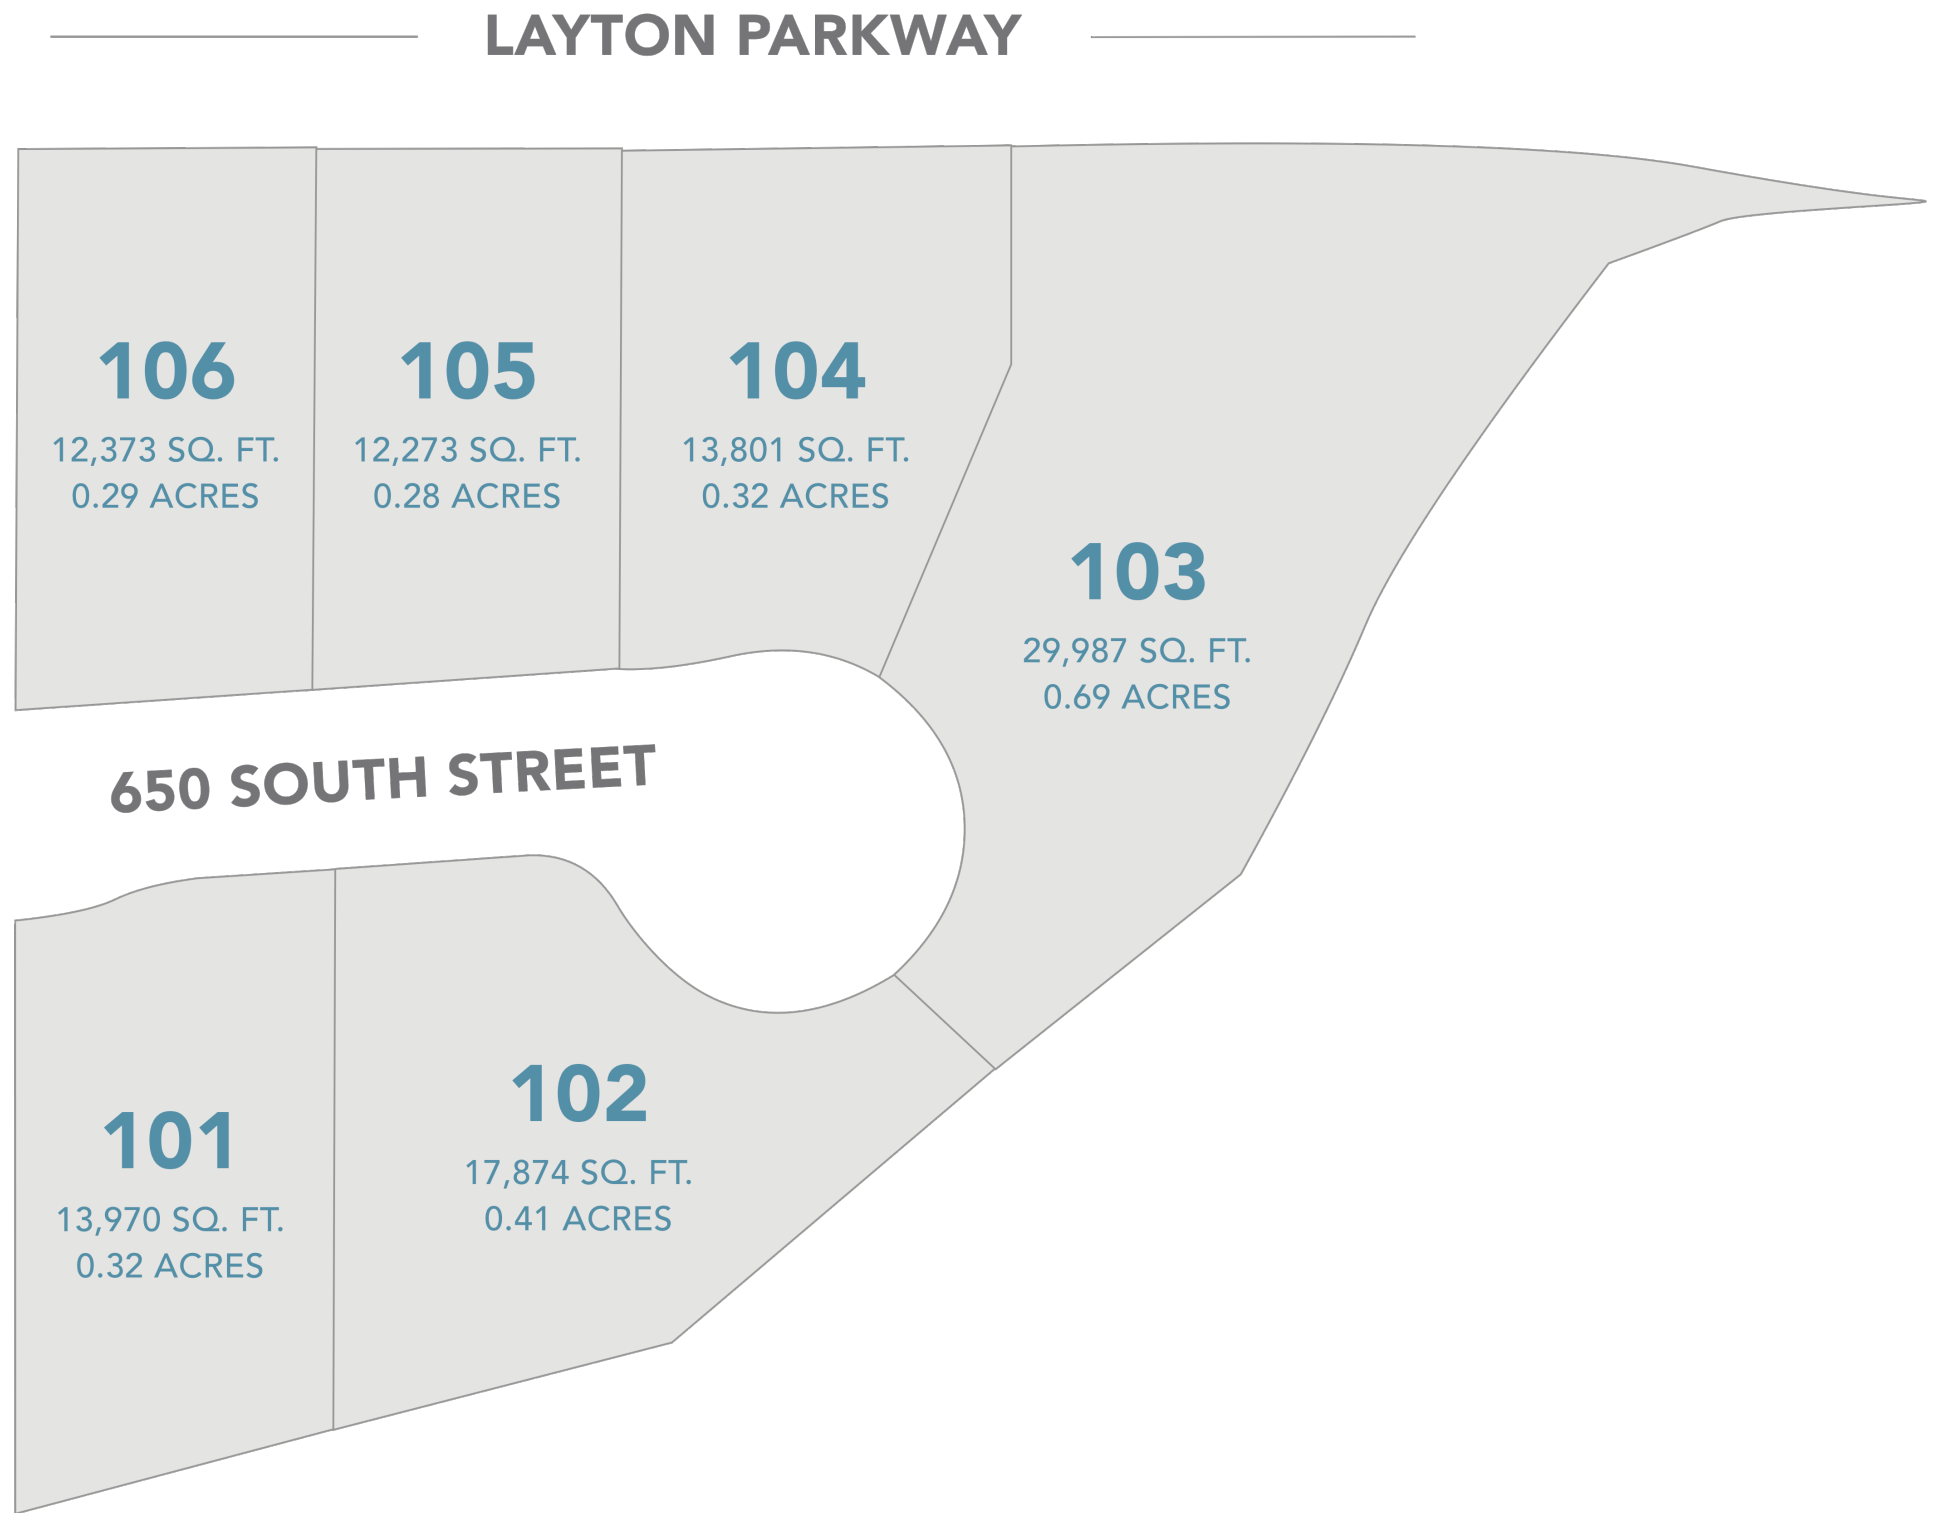 LAYTON PARKWAY
106
12,373 SQ. FT.
0.29 ACRES
105
12,273 SQ. FT.
0.28 ACRES
104
13,801 SQ. FT.
0.32 ACRES
103
29,987 SQ. FT.
0.69 ACRES
650 SOUTH STREET
101
13,970 SQ. FT.
0.32 ACRES
102
17,874 SQ. FT.
0.41 ACRES